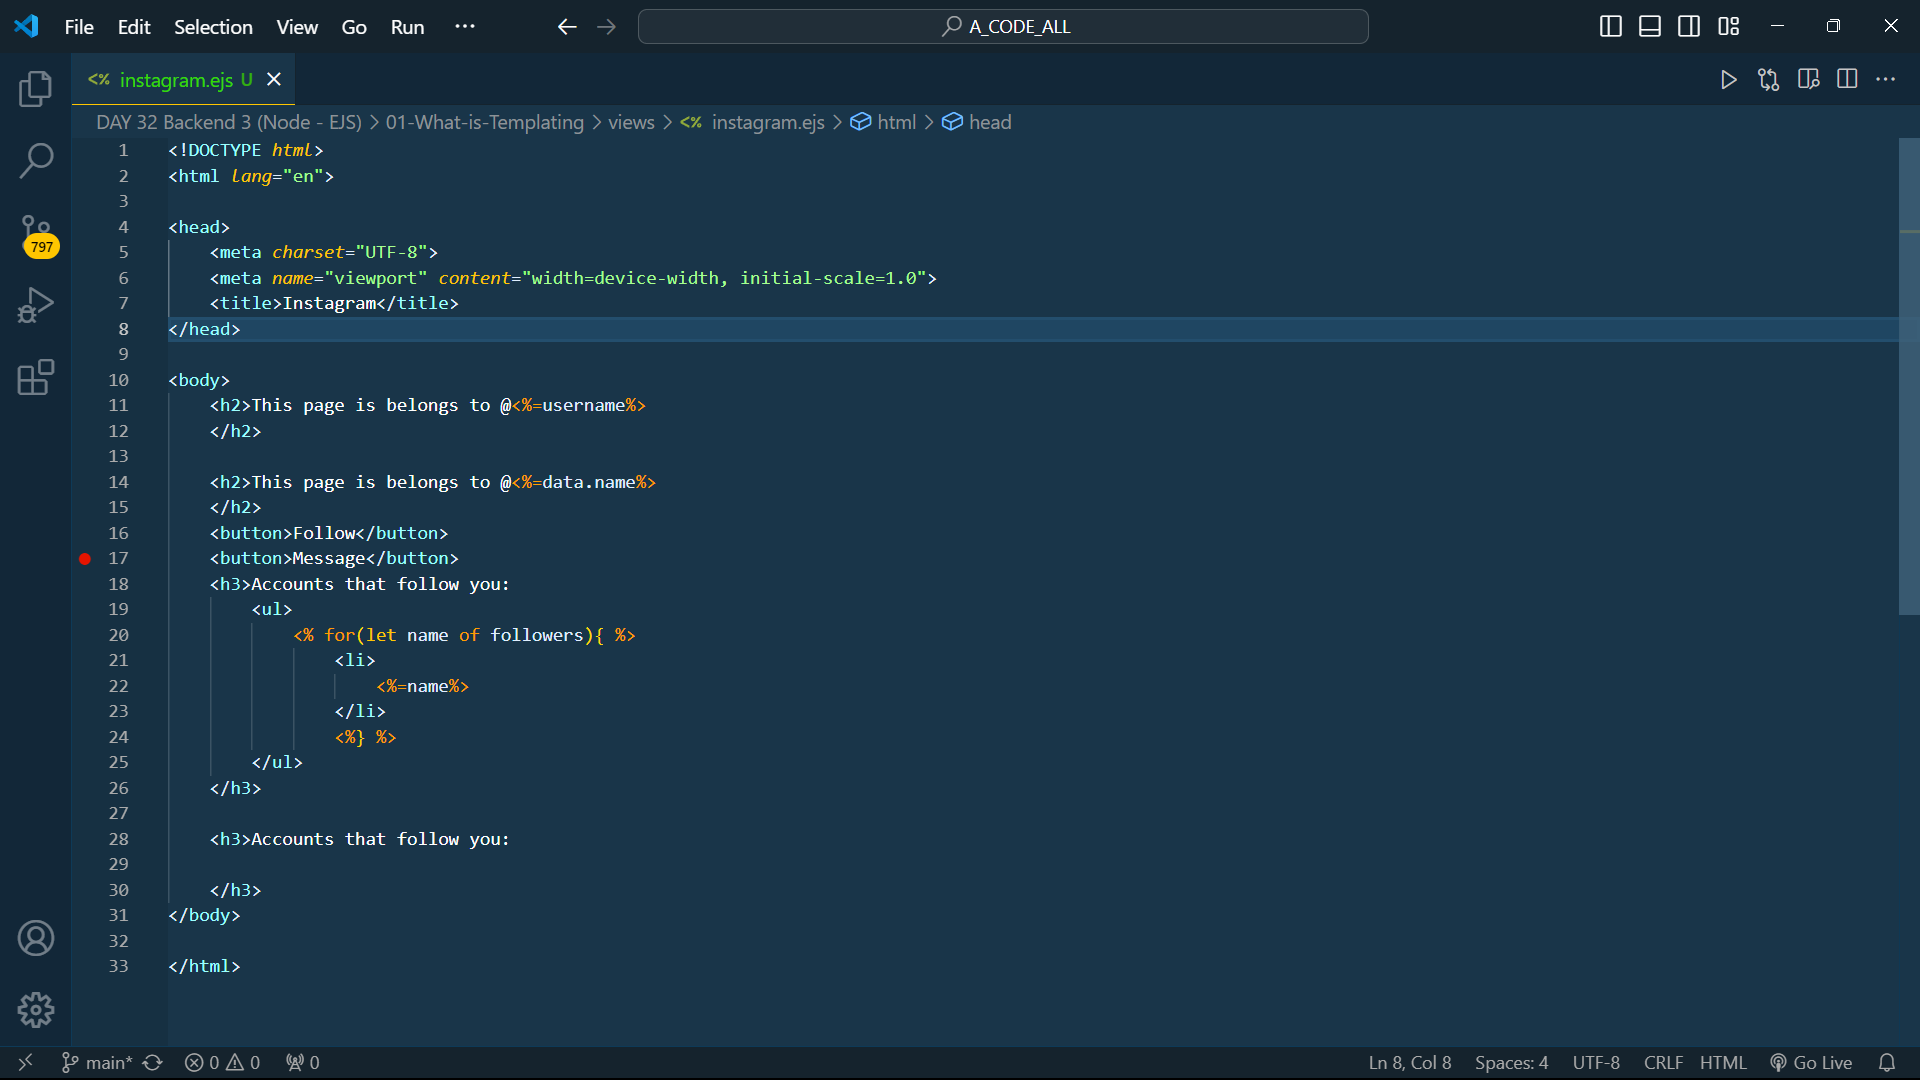 File Edit Selection View Go Run ··· A_CODE_ALL
<% instagram.ejs U
DAY 32 Backend 3 (Node - EJS) > 01-What-is-Templating > views > <% instagram.ejs > html > head
1 <!DOCTYPE html>
2 <html lang="en">
3
4 <head>
5     <meta charset="UTF-8">
6     <meta name="viewport" content="width=device-width, initial-scale=1.0">
7     <title>Instagram</title>
8 </head>
9
10 <body>
11     <h2>This page is belongs to @<%=username%>
12     </h2>
13
14     <h2>This page is belongs to @<%=data.name%>
15     </h2>
16     <button>Follow</button>
17     <button>Message</button>
18     <h3>Accounts that follow you:
19         <ul>
20             <% for(let name of followers){ %>
21                 <li>
22                     <%=name%>
23                 </li>
24                 <%} %>
25         </ul>
26     </h3>
27
28     <h3>Accounts that follow you:
29
30     </h3>
31 </body>
32
33 </html>
797
main* 0 0 0 Ln 8, Col 8 Spaces: 4 UTF-8 CRLF HTML Go Live